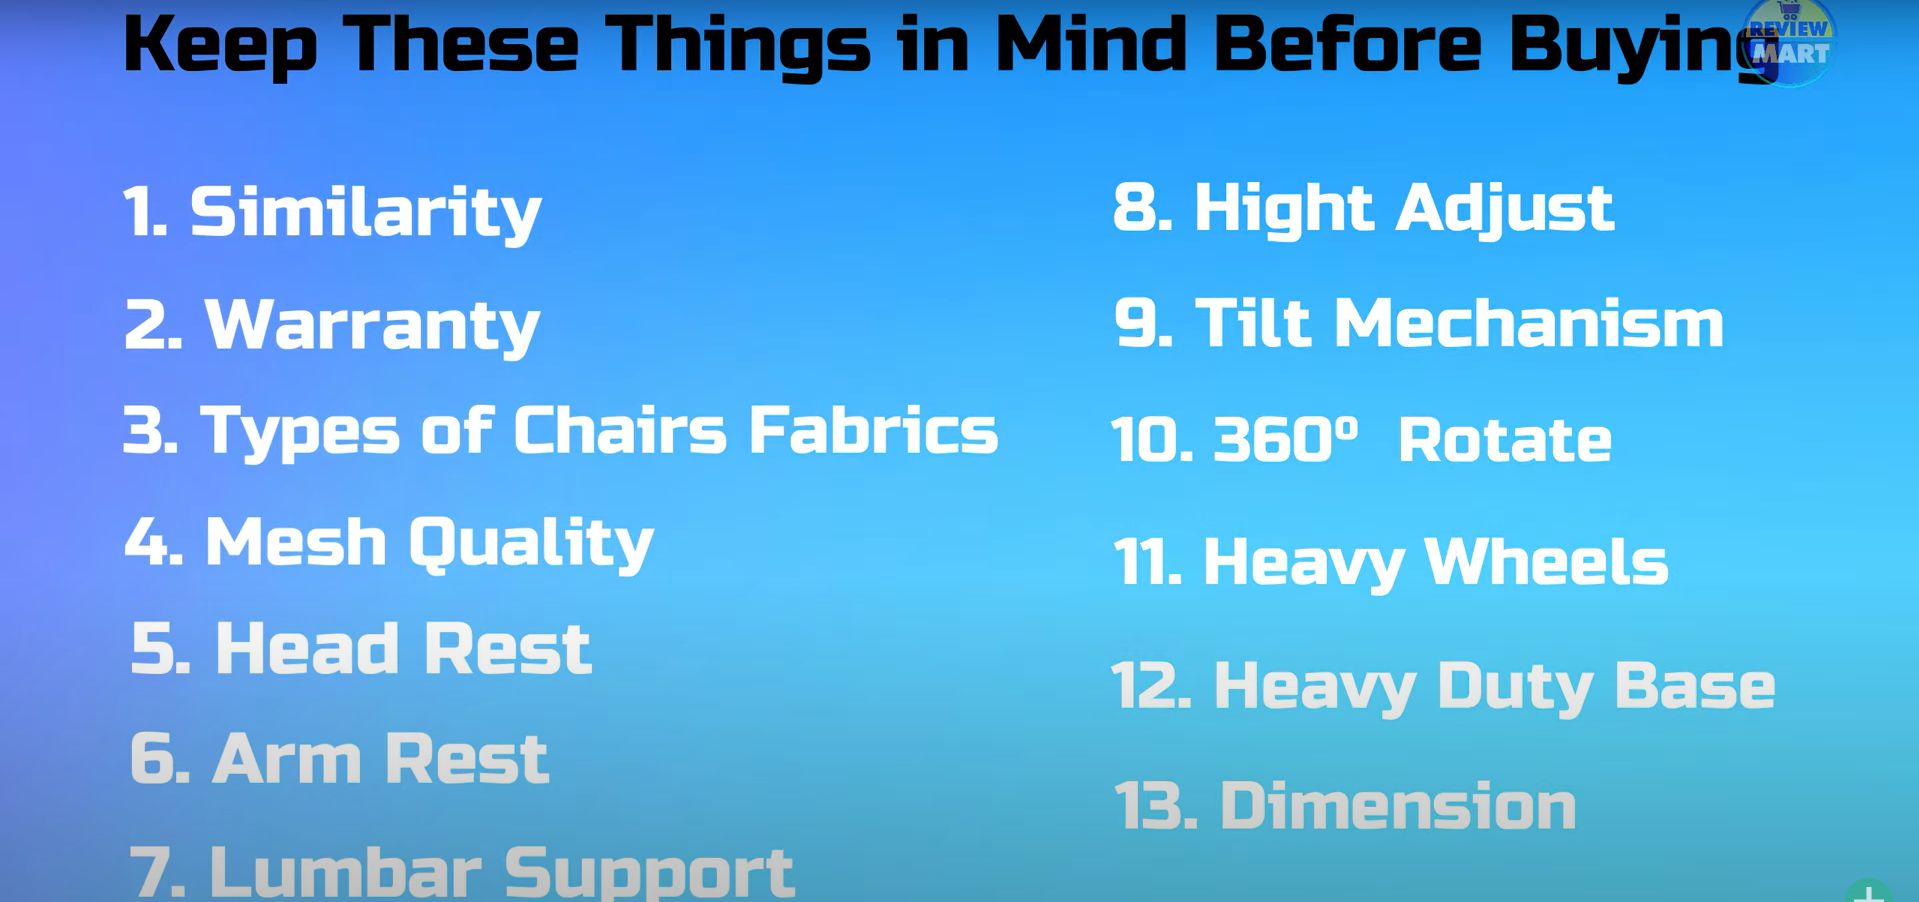 Keep These Things in Mind Before Buying
REVIEW
MART
1. Similarity
2. Warranty
3. Types of Chairs Fabrics
4. Mesh Quality
5. Head Rest
6. Arm Rest
7. Lumbar Support
8. Hight Adjust
9. Tilt Mechanism
10. 360º Rotate
11. Heavy Wheels
12. Heavy Duty Base
13. Dimension